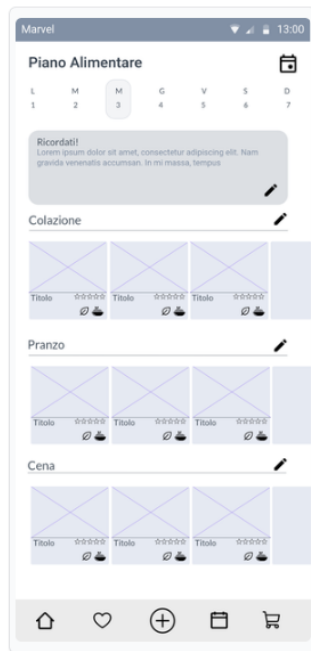 Marvel 13:00
Piano Alimentare
L M M G V S D
1 2 3 4 5 6 7
Ricordati!
Lorem ipsum dolor sit amet, consectetur adipiscing elit. Nam
gravida venenatis accumsan. In mi massa, tempus
Colazione
Titolo Titolo Titolo
Pranzo
Titolo Titolo Titolo
Cena
Titolo Titolo Titolo